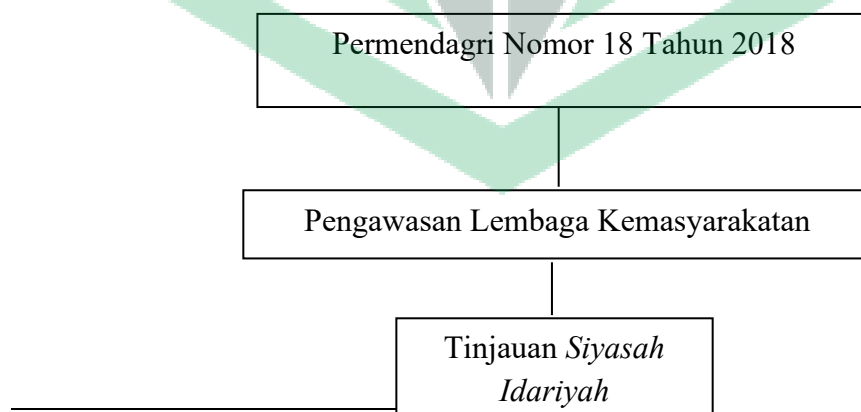 Permendagri Nomor 18 Tahun 2018
Pengawasan Lembaga Kemasyarakatan
Tinjauan Siyasah
Idariyah